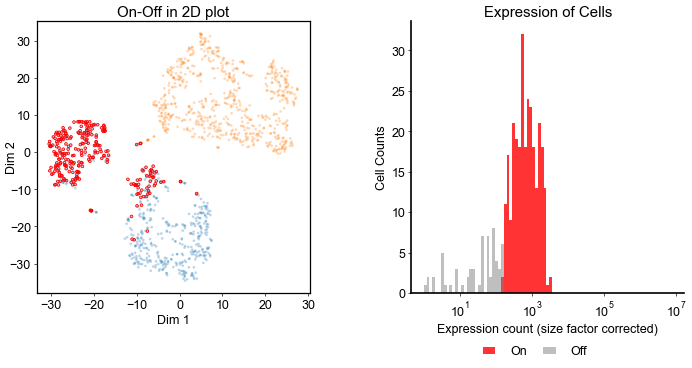 On-Off in 2D plot
Dim 2
30
20
10
0
−10
−20
−30
−30 −20 −10 0 10 20 30
Dim 1
Expression of Cells
Cell Counts
30
25
20
15
10
5
0
10^1 10^3 10^5 10^7
Expression count (size factor corrected)
On Off